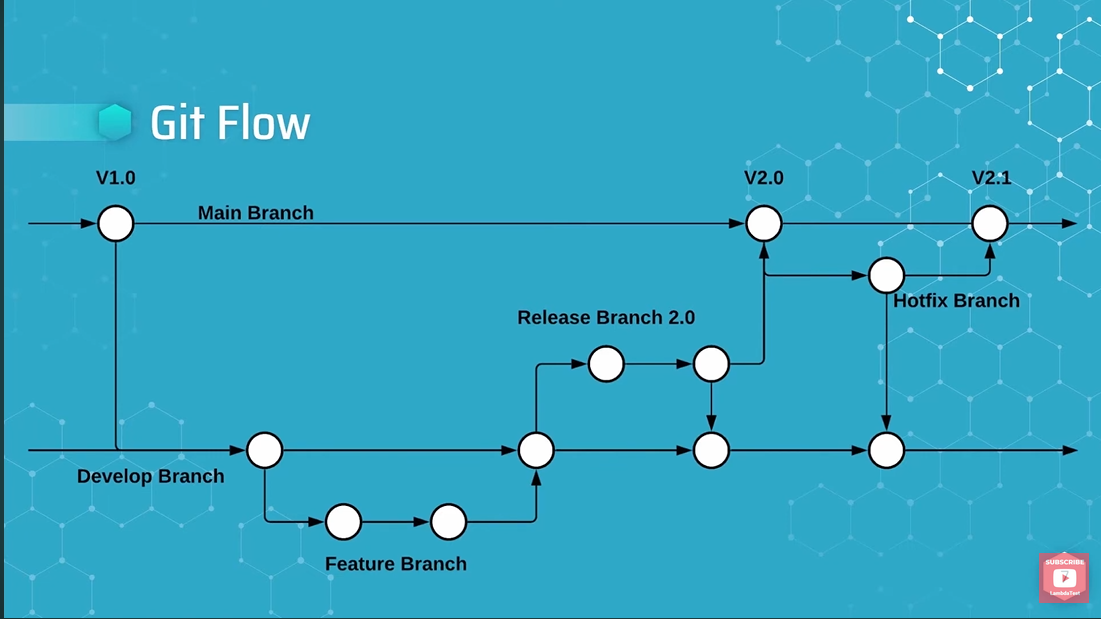 Git Flow
V1.0
V2.0
V2.1
Main Branch
Hotfix Branch
Release Branch 2.0
Develop Branch
Feature Branch
SUBSCRIBE
LambdaTest